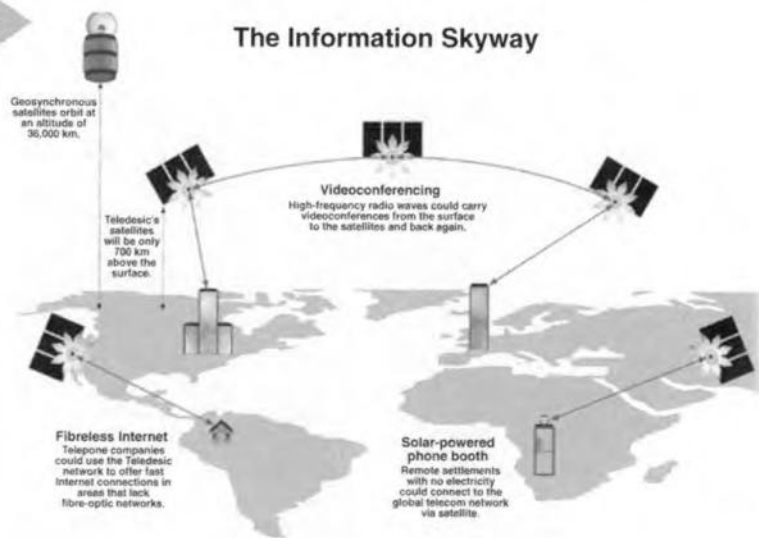 The Information Skyway
Geosynchronous
satellites orbit at
an altitude of
36,000 km.
Teledesic's
satellites
will be only
700 km
above the
surface.
Videoconferencing
High-frequency radio waves could carry
videoconferences from the surface
to the satellites and back again.
Fibreless Internet
Telepone companies
could use the Teledesic
network to offer fast
Internet connections in
areas that lack
fibre-optic networks.
Solar-powered
phone booth
Remote settlements
with no electricity
could connect to the
global telecom network
via satellite.